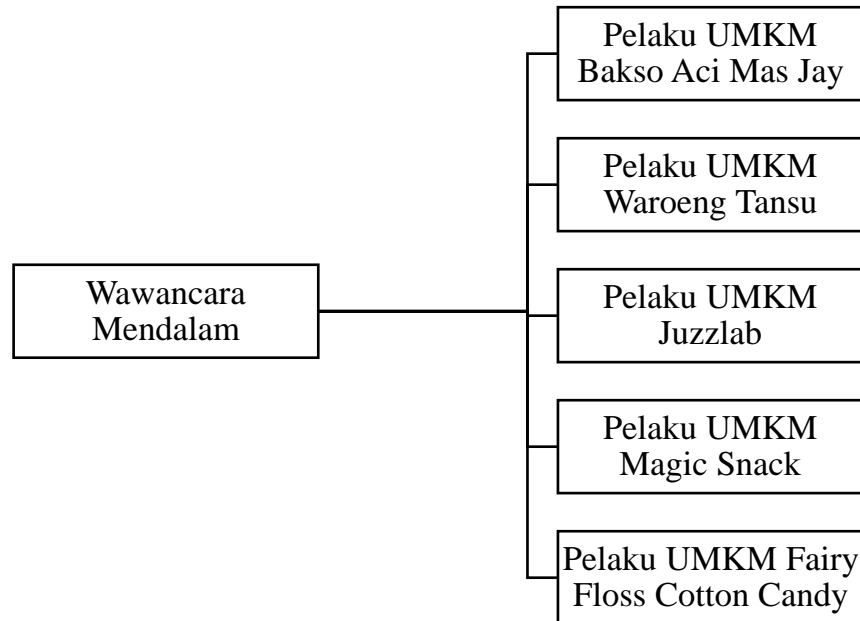 Pelaku UMKM
Bakso Aci Mas Jay
Pelaku UMKM
Waroeng Tansu
Wawancara
Mendalam
Pelaku UMKM
Juzzlab
Pelaku UMKM
Magic Snack
Pelaku UMKM Fairy
Floss Cotton Candy